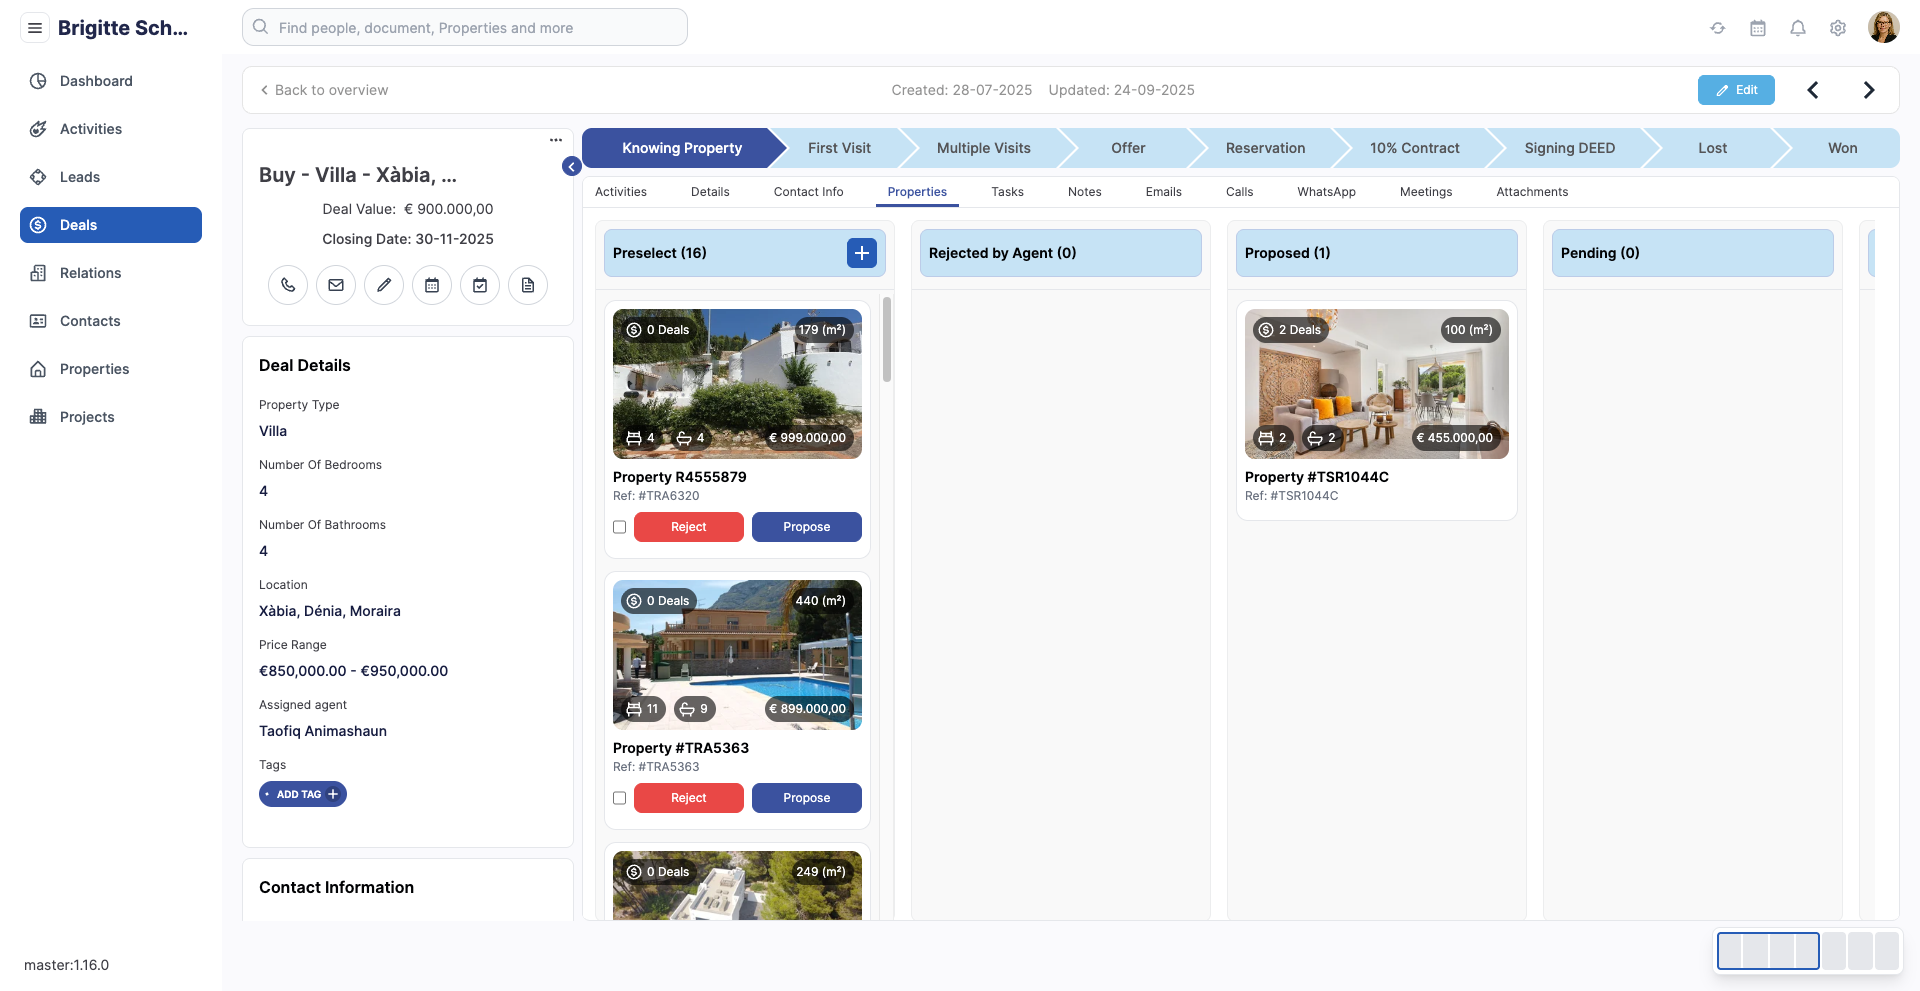 Brigitte Sch...
Find people, document, Properties and more
Dashboard
Activities
Leads
Deals
Relations
Contacts
Properties
Projects
master:1.16.0
Back to overview
Created: 28-07-2025 Updated: 24-09-2025
Edit
Buy - Villa - Xàbia, ...
Deal Value: € 900.000,00
Closing Date: 30-11-2025
Deal Details
Property Type
Villa
Number Of Bedrooms
4
Number Of Bathrooms
4
Location
Xàbia, Dénia, Moraira
Price Range
€850,000.00 - €950,000.00
Assigned agent
Taofiq Animashaun
Tags
• ADD TAG +
Contact Information
Knowing Property First Visit Multiple Visits Offer Reservation 10% Contract Signing DEED Lost Won
Activities Details Contact Info Properties Tasks Notes Emails Calls WhatsApp Meetings Attachments
Preselect (16)
0 Deals 179 (m²)
4 4 € 999.000,00
Property R4555879
Ref: #TRA6320
Reject Propose
0 Deals 440 (m²)
11 9 € 899.000,00
Property #TRA5363
Ref: #TRA5363
Reject Propose
0 Deals 249 (m²)
Rejected by Agent (0)
Proposed (1)
2 Deals 100 (m²)
2 2 € 455.000,00
Property #TSR1044C
Ref: #TSR1044C
Pending (0)